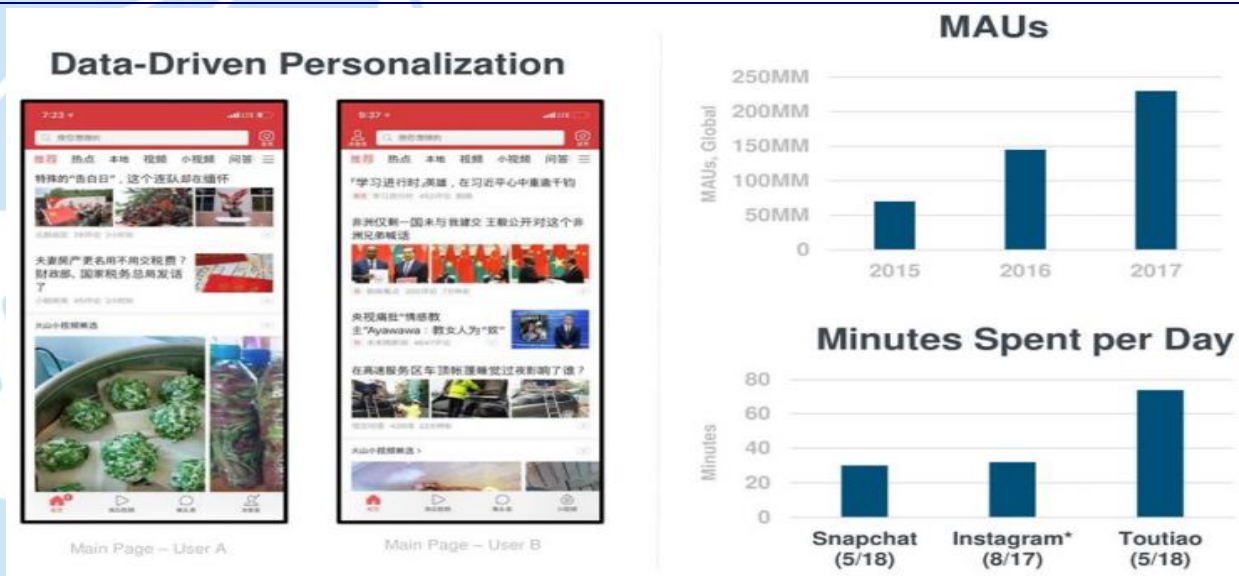 Data-Driven Personalization
7:23
推荐 热点 本地 视频 小视频 问答
特殊的"告白日"，这个连队却在缅怀
夫妻房产更名用不用交税费？
财政部、国家税务总局发话
了
火山小视频精选
Main Page – User A
5:37
推荐 热点 本地 视频 小视频 问答
「学习进行时」英雄，在习近平心中重逾千钧
非洲仅剩一国未与我建交 王毅公开对这个非
洲兄弟喊话
央视痛批"情感教
主"Ayawawa：教女人为"奴"
在高速服务区车顶帐篷睡觉过夜影响了谁？
火山小视频精选 >
Main Page – User B
MAUs
MAUs, Global
250MM
200MM
150MM
100MM
50MM
0
2015 2016 2017
Minutes Spent per Day
Minutes
80
60
40
20
0
Snapchat Instagram* Toutiao
(5/18) (8/17) (5/18)